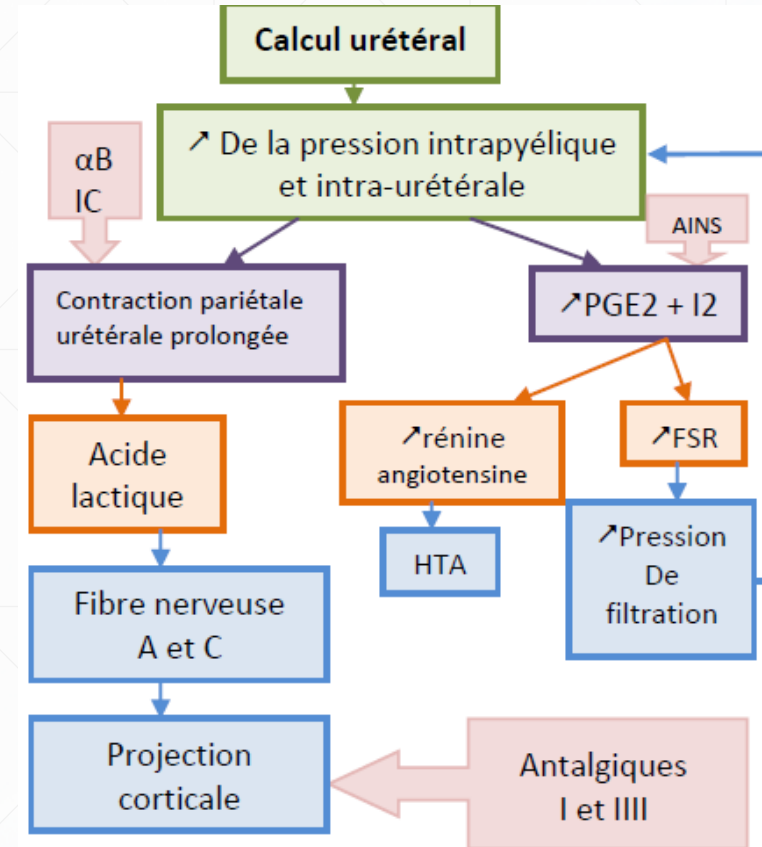 Calcul urétéral
↗ De la pression intrapyélique
et intra-urétérale
αB
IC
AINS
Contraction pariétale
urétérale prolongée
↗PGE2 + I2
Acide
lactique
↗rénine
angiotensine
↗FSR
HTA
↗Pression
De
filtration
Fibre nerveuse
A et C
Projection
corticale
Antalgiques
I et IIII